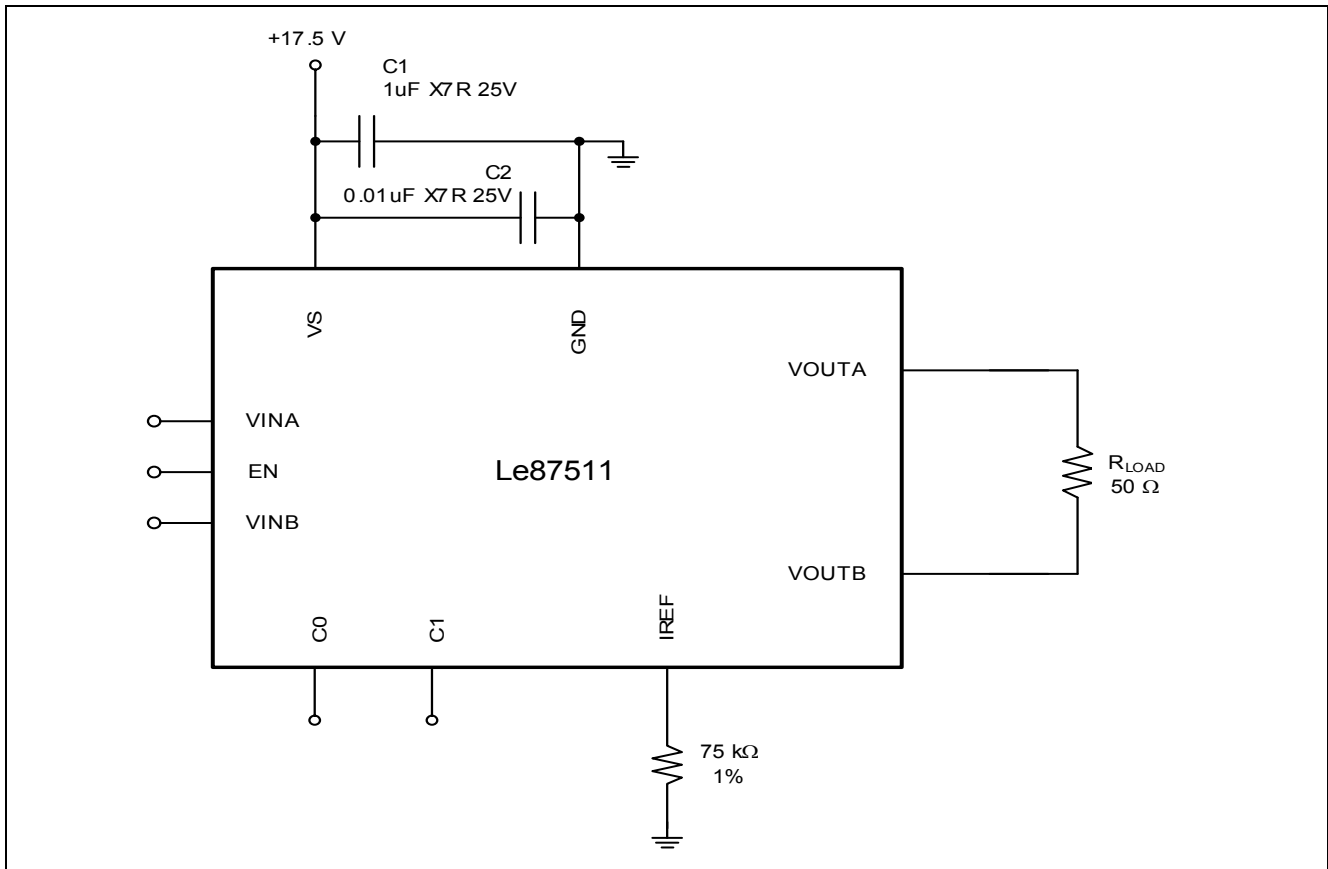 +17.5 V
C1
1uF X7R 25V
C2
0.01uF X7R 25V
VS
GND
VOUTA
VINA
EN
Le87511
VINB
R_LOAD
50 Ω
VOUTB
C0
C1
IREF
75 kΩ
1%